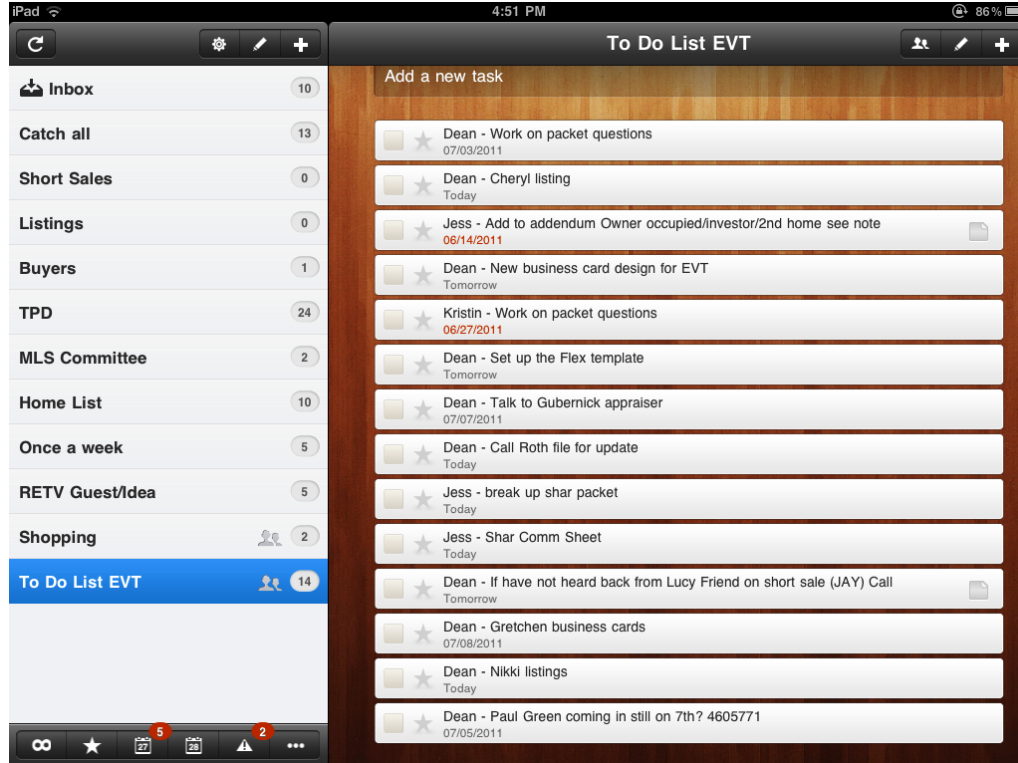 iPad 4:51 PM 86%
To Do List EVT
Inbox 10
Catch all 13
Short Sales 0
Listings 0
Buyers 1
TPD 24
MLS Committee 2
Home List 10
Once a week 5
RETV Guest/Idea 5
Shopping 2
To Do List EVT 14
5 2
27 28
Add a new task
Dean - Work on packet questions
07/03/2011
Dean - Cheryl listing
Today
Jess - Add to addendum Owner occupied/investor/2nd home see note
06/14/2011
Dean - New business card design for EVT
Tomorrow
Kristin - Work on packet questions
06/27/2011
Dean - Set up the Flex template
Tomorrow
Dean - Talk to Gubernick appraiser
07/07/2011
Dean - Call Roth file for update
Today
Jess - break up shar packet
Today
Jess - Shar Comm Sheet
Today
Dean - If have not heard back from Lucy Friend on short sale (JAY) Call
Tomorrow
Dean - Gretchen business cards
07/08/2011
Dean - Nikki listings
Today
Dean - Paul Green coming in still on 7th? 4605771
07/05/2011